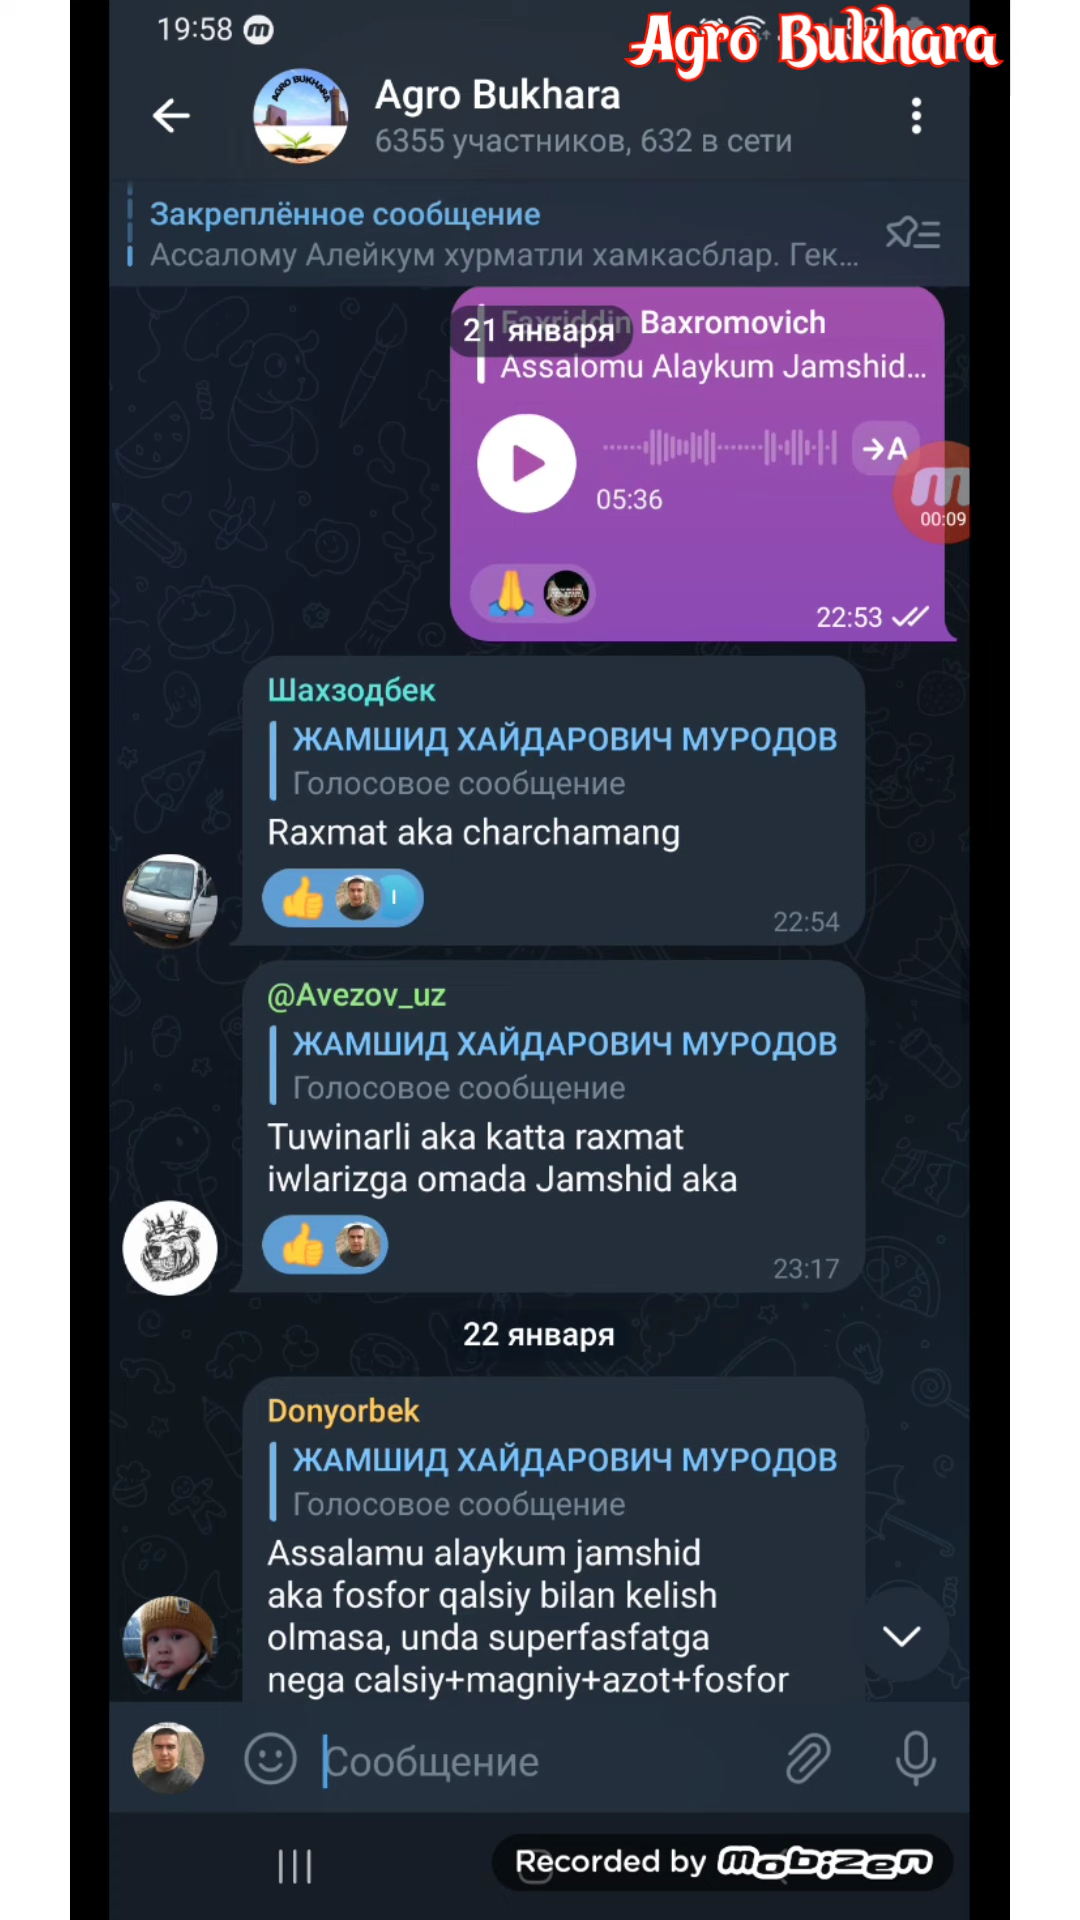 19:58
Agro Bukhara
Agro Bukhara
6355 участников, 632 в сети
Закреплённое сообщение
Ассалому Алейкум хурматли хамкасблар. Гек...
21 января
Faxriddin Baxromovich
Assalomu Alaykum Jamshid...
→A
05:36
00:09
22:53
Шахзодбек
ЖАМШИД ХАЙДАРОВИЧ МУРОДОВ
Голосовое сообщение
Raxmat aka charchamang
I
22:54
@Avezov_uz
ЖАМШИД ХАЙДАРОВИЧ МУРОДОВ
Голосовое сообщение
Tuwinarli aka katta raxmat
iwlarizga omada Jamshid aka
23:17
22 января
Donyorbek
ЖАМШИД ХАЙДАРОВИЧ МУРОДОВ
Голосовое сообщение
Assalamu alaykum jamshid
aka fosfor qalsiy bilan kelish
olmasa, unda superfasfatga
nega calsiy+magniy+azot+fosfor
Сообщение
Recorded by mobizen